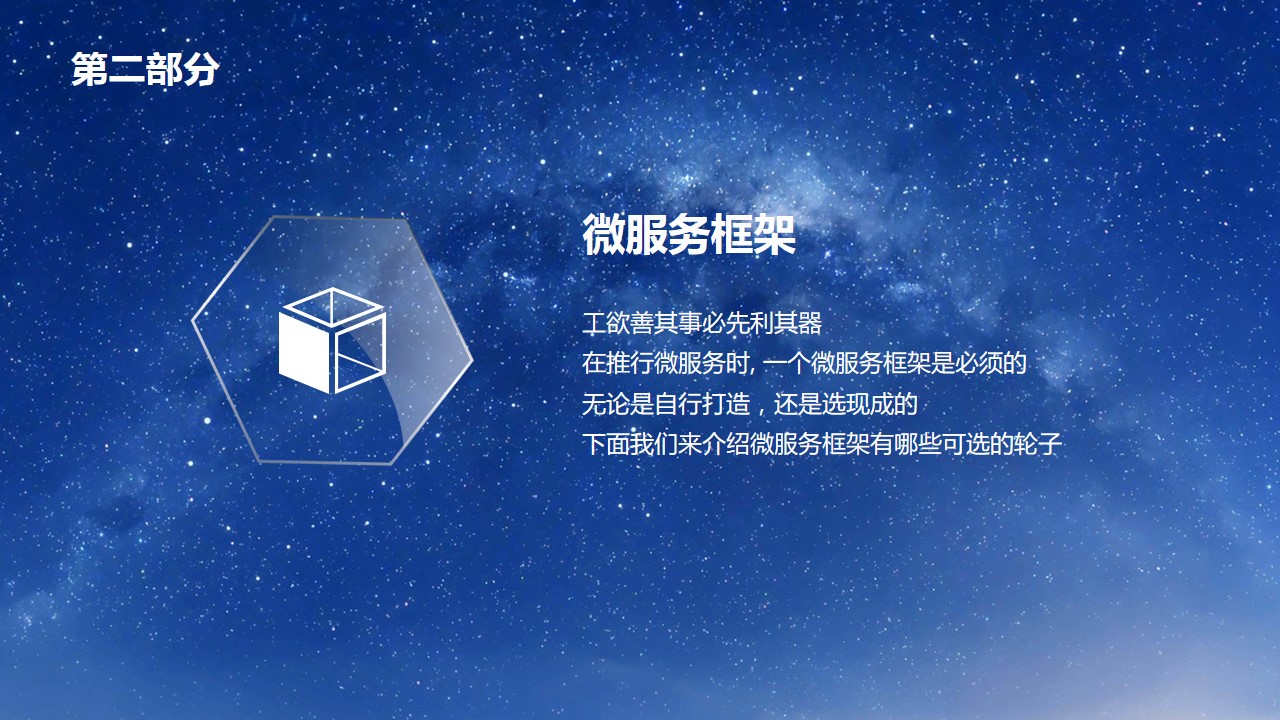 第二部分
微服务框架
工欲善其事必先利其器
在推行微服务时, 一个微服务框架是必须的
无论是自行打造，还是选现成的
下面我们来介绍微服务框架有哪些可选的轮子